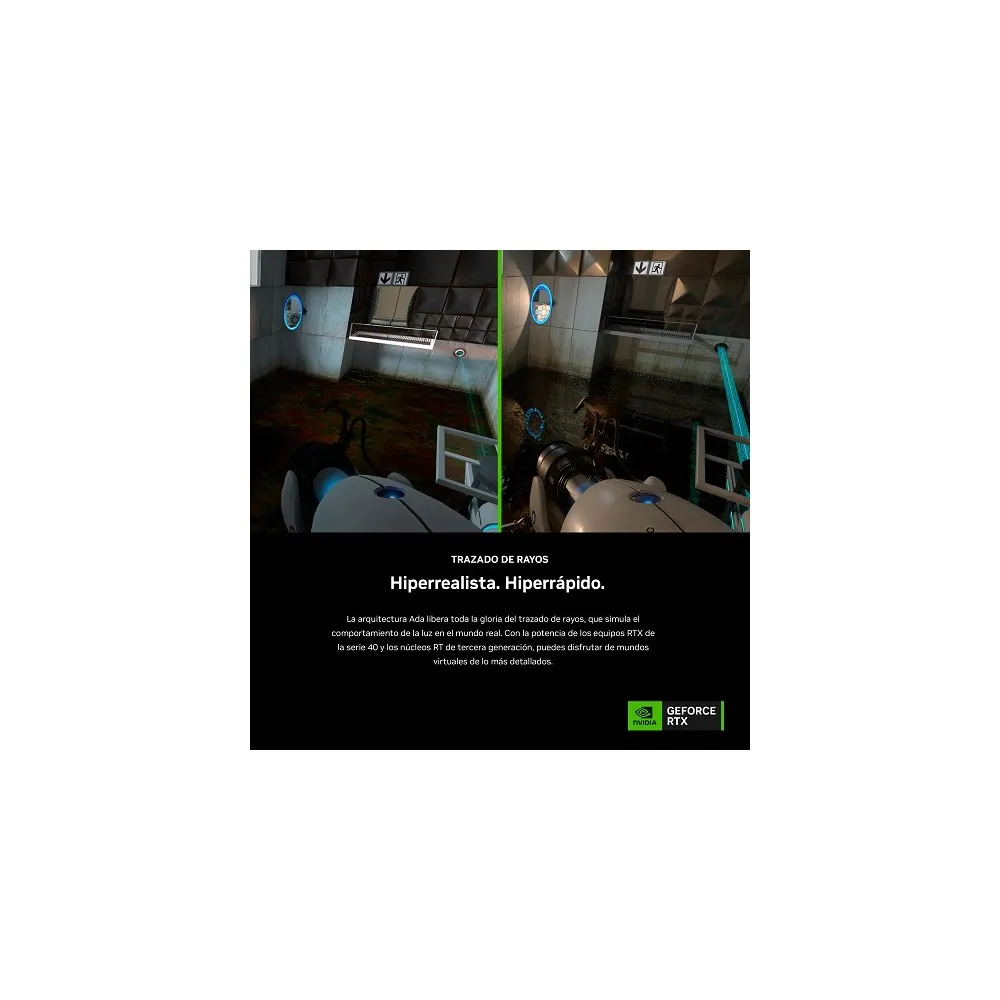 TRAZADO DE RAYOS
Hiperrealista. Hiperrápido.
La arquitectura Ada libera toda la gloria del trazado de rayos, que simula el
comportamiento de la luz en el mundo real. Con la potencia de los equipos RTX de
la serie 40 y los núcleos RT de tercera generación, puedes disfrutar de mundos
virtuales de lo más detallados.
NVIDIA
GEFORCE
RTX